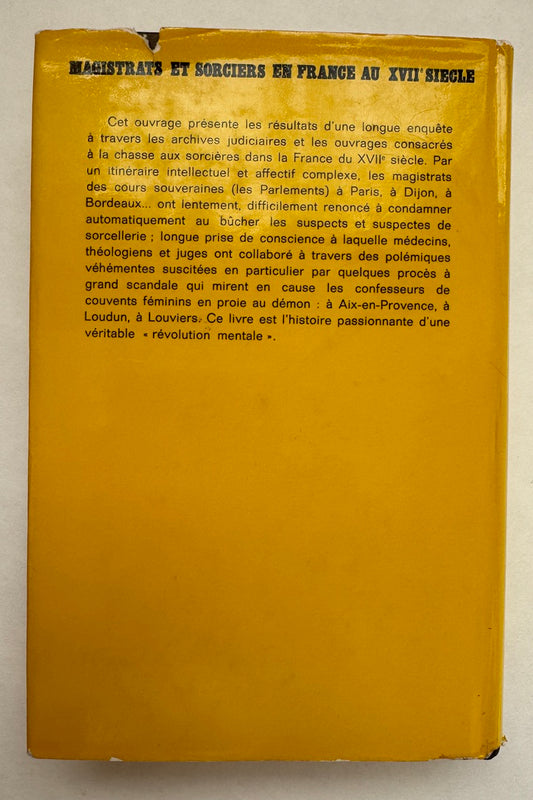 MAGISTRATS ET SORCIERS EN FRANCE AU XVIIᵉ SIECLE
Cet ouvrage présente les résultats d'une longue enquête
à travers les archives judiciaires et les ouvrages consacrés
à la chasse aux sorcières dans la France du XVIIᵉ siècle. Par
un itinéraire intellectuel et affectif complexe, les magistrats
des cours souveraines (les Parlements) à Paris, à Dijon, à
Bordeaux... ont lentement, difficilement renoncé à condamner
automatiquement au bûcher les suspects et suspectes de
sorcellerie ; longue prise de conscience à laquelle médecins,
théologiens et juges ont collaboré à travers des polémiques
véhémentes suscitées en particulier par quelques procès à
grand scandale qui mirent en cause les confesseurs de
couvents féminins en proie au démon : à Aix-en-Provence, à
Loudun, à Louviers. Ce livre est l'histoire passionnante d'une
véritable « révolution mentale ».